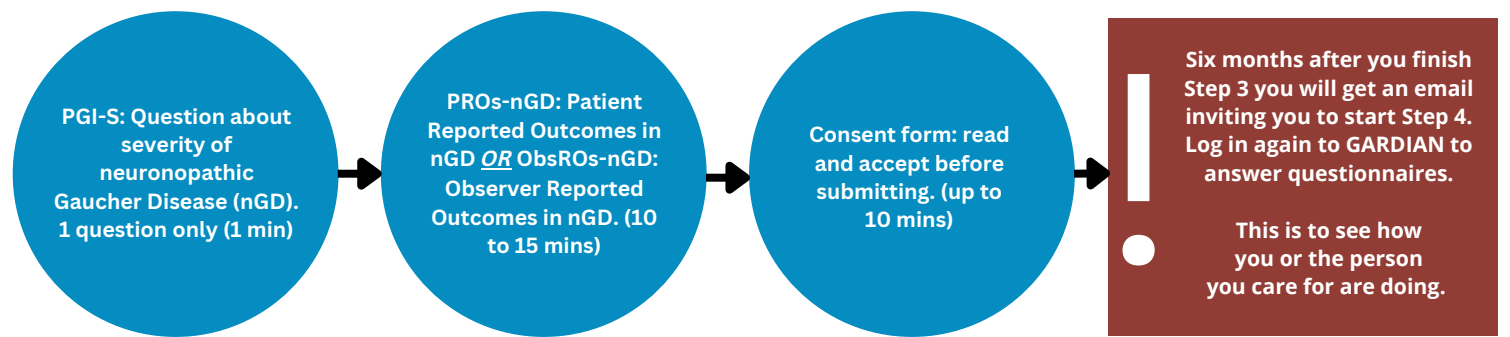 PGI-S: Question about
severity of
neuronopathic
Gaucher Disease (nGD).
1 question only (1 min)
PROs-nGD: Patient
Reported Outcomes in
nGD OR ObsROs-nGD:
Observer Reported
Outcomes in nGD. (10
to 15 mins)
Consent form: read
and accept before
submitting. (up to
10 mins)
Six months after you finish
Step 3 you will get an email
inviting you to start Step 4.
Log in again to GARDIAN to
answer questionnaires.
This is to see how
you or the person
you care for are doing.